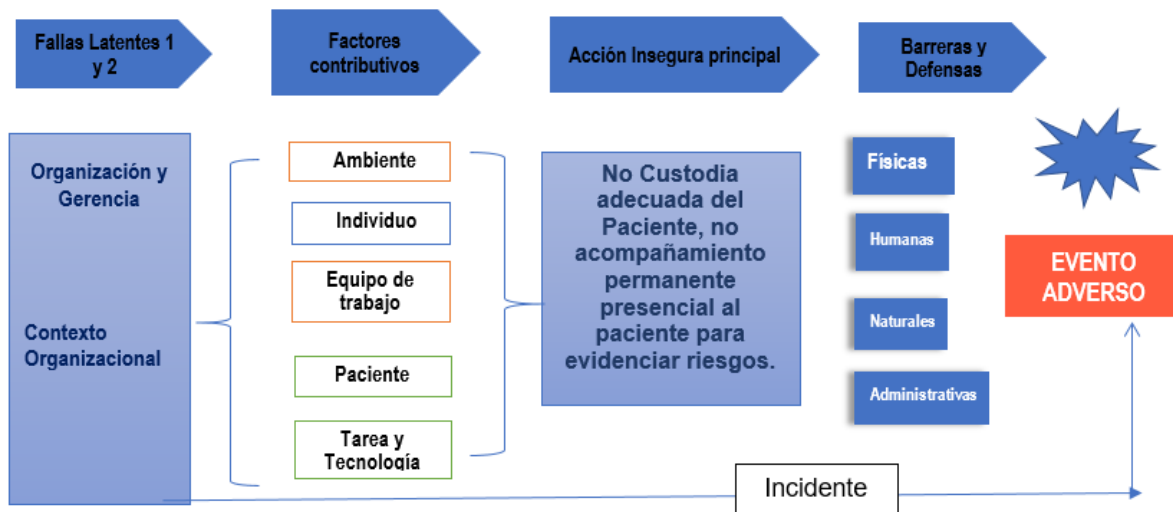 Fallas Latentes 1
y 2
Factores
contributivos
Acción Insegura principal
Barreras y
Defensas
Organización y
Gerencia
Contexto
Organizacional
Ambiente
Individuo
Equipo de
trabajo
Paciente
Tarea y
Tecnología
No Custodia
adecuada del
Paciente, no
acompañamiento
permanente
presencial al
paciente para
evidenciar riesgos.
Físicas
Humanas
Naturales
Administrativas
EVENTO
ADVERSO
Incidente